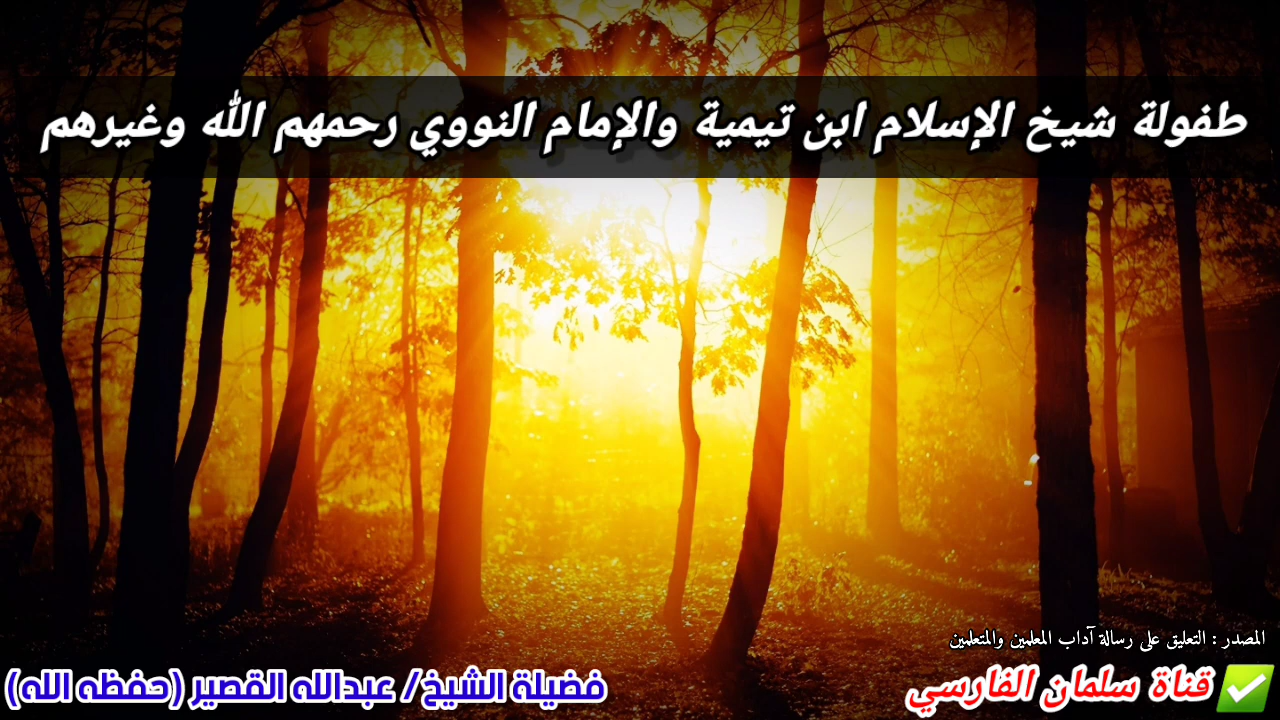 طفولة شيخ الإسلام ابن تيمية والإمام النووي رحمهم الله وغيرهم
المصدر : التعليق على رسالة آداب المعلمين والمتعلمين
قناة سلمان الفارسي
فضيلة الشيخ/ عبدالله القصير (حفظه الله)